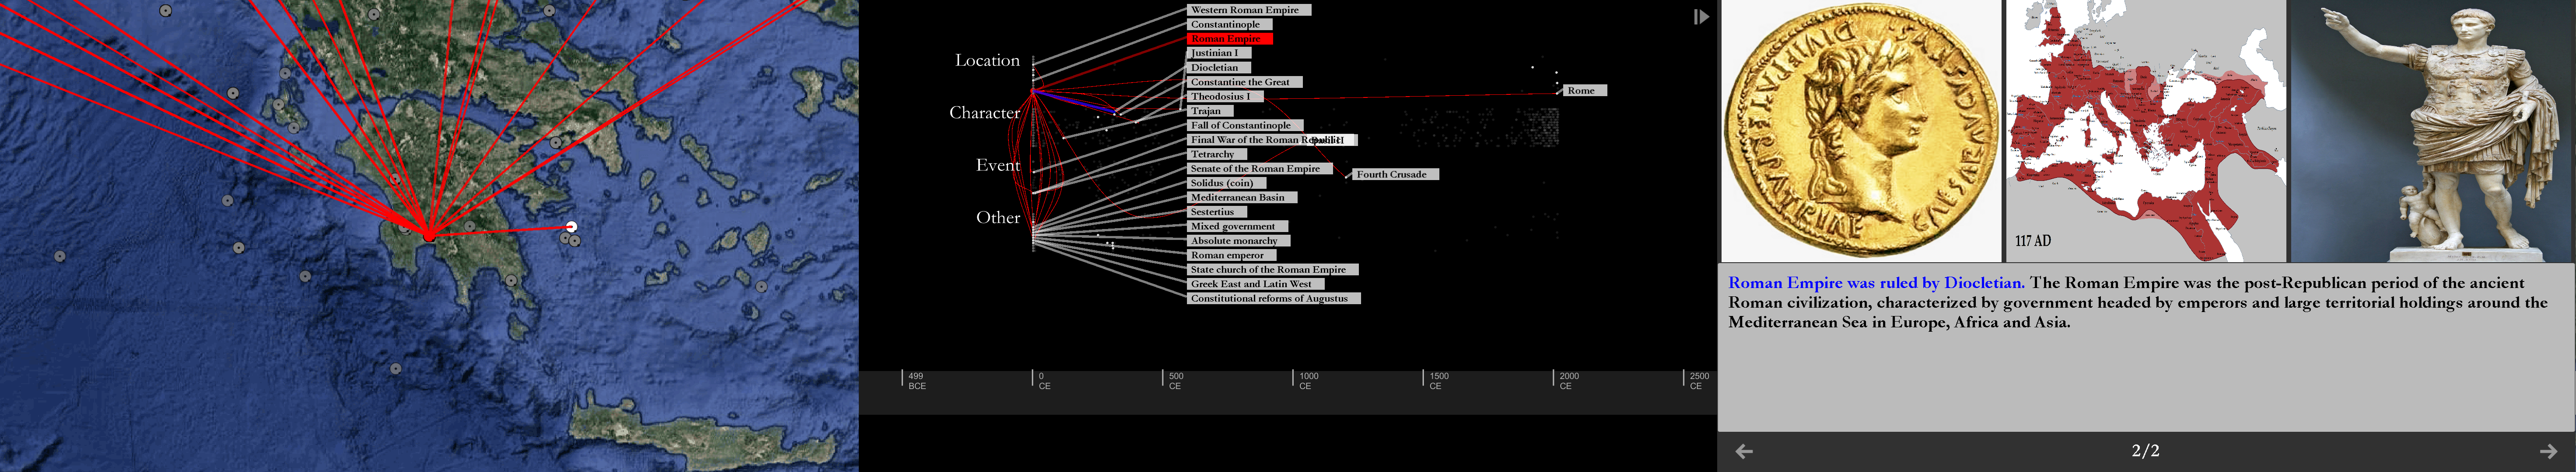 Location
Character
Event
Other
Western Roman Empire
Constantinople
Roman Empire
Justinian I
Diocletian
Constantine the Great
Theodosius I
Trajan
Fall of Constantinople
Final War of the Roman
Tetrarchy
Senate of the Roman Empire
Solidus (coin)
Mediterranean Basin
Sestertius
Mixed government
Absolute monarchy
Roman emperor
State church of the Roman Empire
Greek East and Latin West
Constitutional reforms of Augustus
Rome
Fourth Crusade
499 BCE
0 CE
500 CE
1000 CE
1500 CE
2000 CE
2500 CE
117 AD
Roman Empire was ruled by Diocletian. The Roman Empire was the post-Republican period of the ancient
Roman civilization, characterized by government headed by emperors and large territorial holdings around the
Mediterranean Sea in Europe, Africa and Asia.
2/2